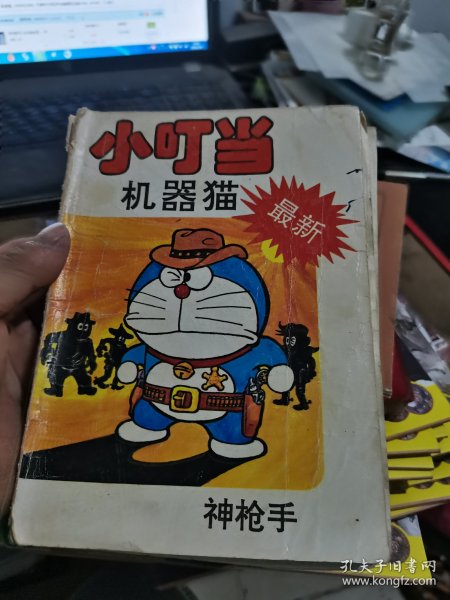 小叮当
机器猫
最新
神枪手
孔夫子旧书网
www.kongfz.com